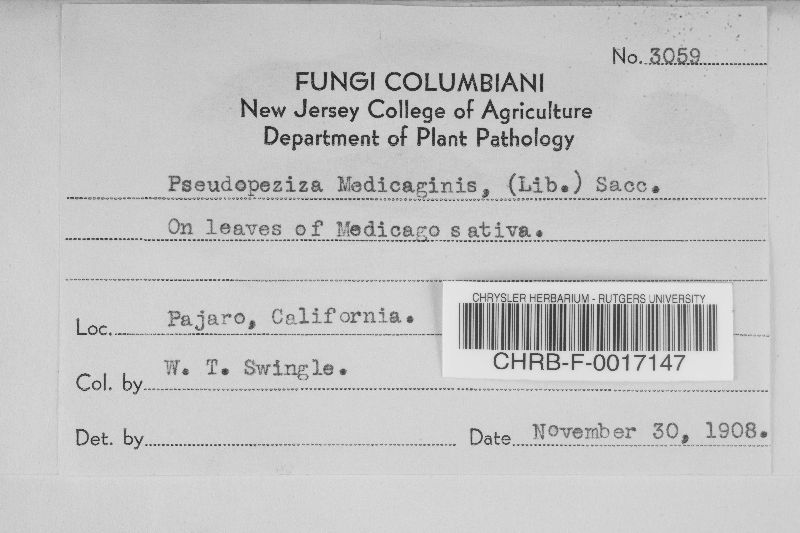 No. 3059
FUNGI COLUMBIANI
New Jersey College of Agriculture
Department of Plant Pathology
Pseudopeziza Medicaginis, (Lib.) Sacc.
On leaves of Medicago sativa.
CHRYSLER HERBARIUM - RUTGERS UNIVERSITY
Loc. Pajaro, California.
CHRB-F-0017147
Col. by W. T. Swingle.
Det. by Date November 30, 1908.